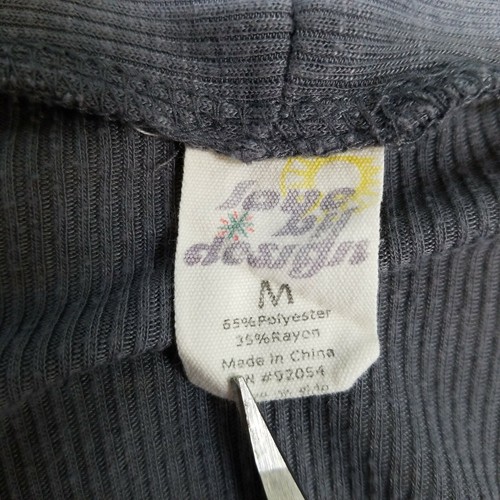 love
by
design
M
65%Polyester
35%Rayon
Made in China
#92054